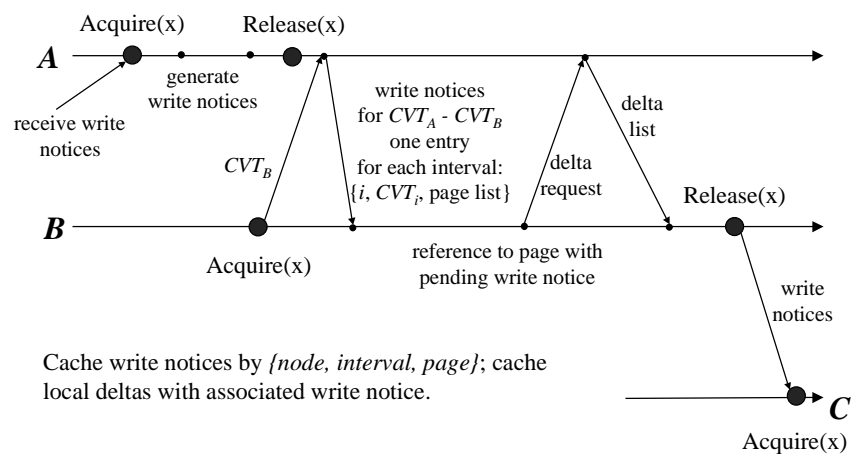 Acquire(x)
Release(x)
A
generate
write notices
receive write
notices
CVT_B
write notices
for CVT_A - CVT_B
one entry
for each interval:
{i, CVT_i, page list}
delta
request
delta
list
B
Acquire(x)
reference to page with
pending write notice
Release(x)
write
notices
Cache write notices by {node, interval, page}; cache
local deltas with associated write notice.
C
Acquire(x)